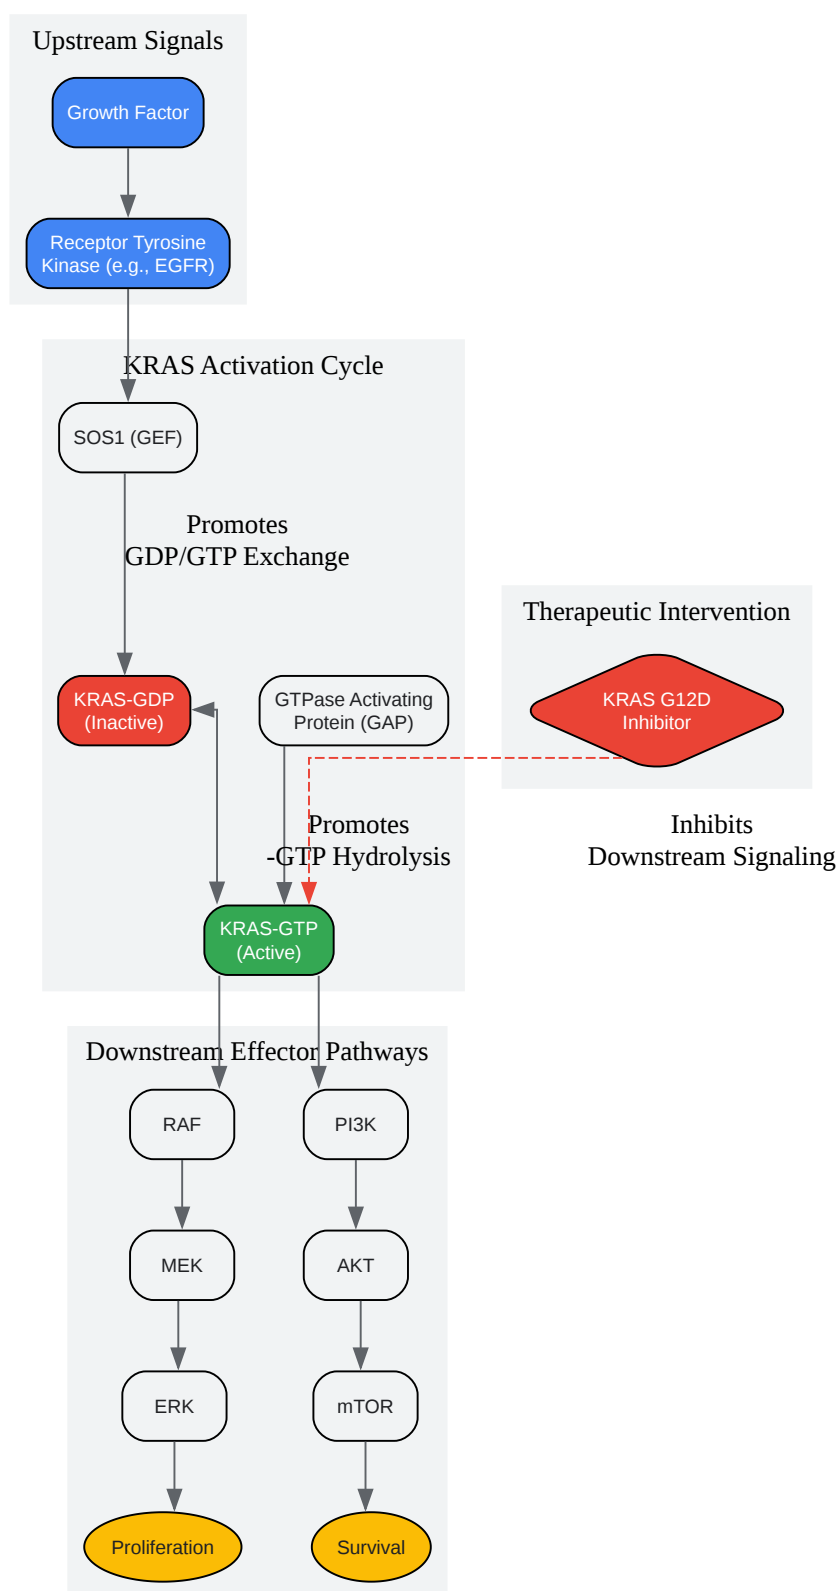 Upstream Signals
Growth Factor
Receptor Tyrosine
Kinase (e.g., EGFR)
KRAS Activation Cycle
SOS1 (GEF)
Promotes
GDP/GTP Exchange
Therapeutic Intervention
KRAS-GDP
(Inactive)
GTPase Activating
Protein (GAP)
KRAS G12D
Inhibitor
Promotes
-GTP Hydrolysis
Inhibits
Downstream Signaling
KRAS-GTP
(Active)
Downstream Effector Pathways
RAF
PI3K
MEK
AKT
ERK
mTOR
Proliferation
Survival